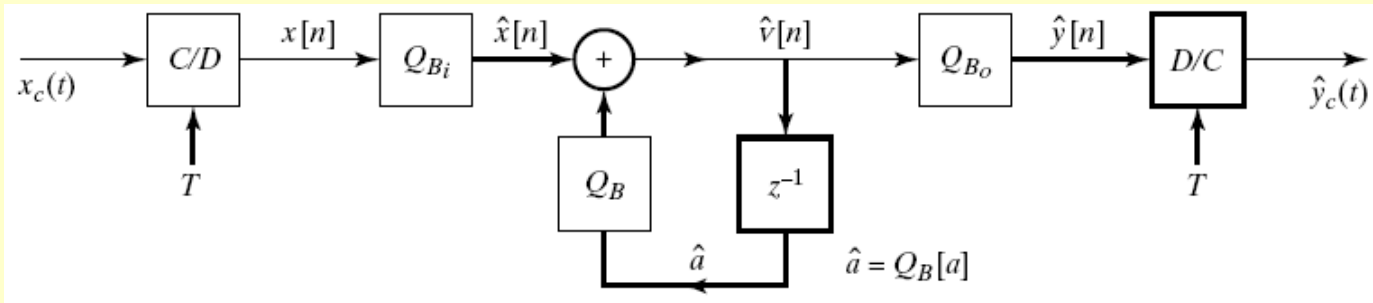 x_c(t)
C/D
T
x[n]
Q_{B_i}
x̂[n]
+
v̂[n]
Q_{B_o}
ŷ[n]
D/C
T
ŷ_c(t)
Q_B
z⁻¹
â
â = Q_B[a]